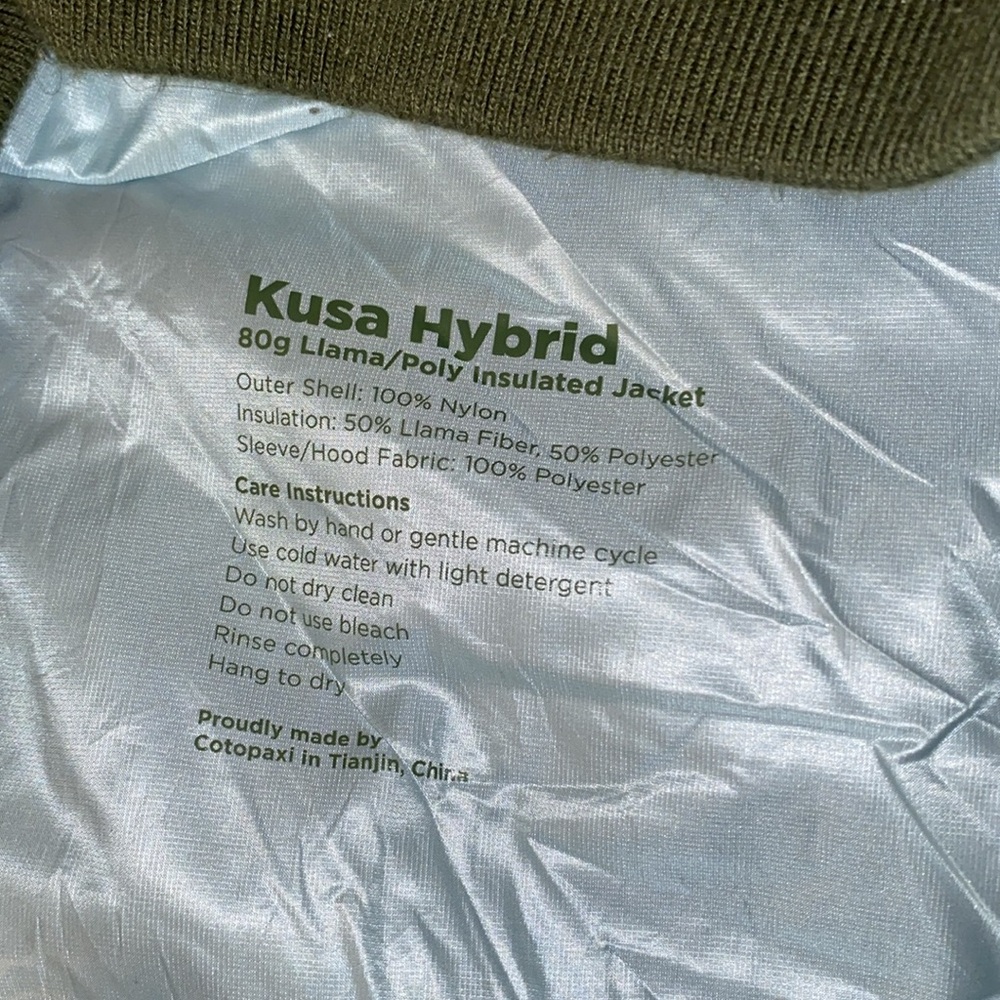 Kusa Hybrid
80g Llama/Poly Insulated Jacket
Outer Shell: 100% Nylon
Insulation: 50% Llama Fiber, 50% Polyester
Sleeve/Hood Fabric: 100% Polyester
Care Instructions
Wash by hand or gentle machine cycle
Use cold water with light detergent
Do not dry clean
Do not use bleach
Rinse completely
Hang to dry
Proudly made by
Cotopaxi in Tianjin, China